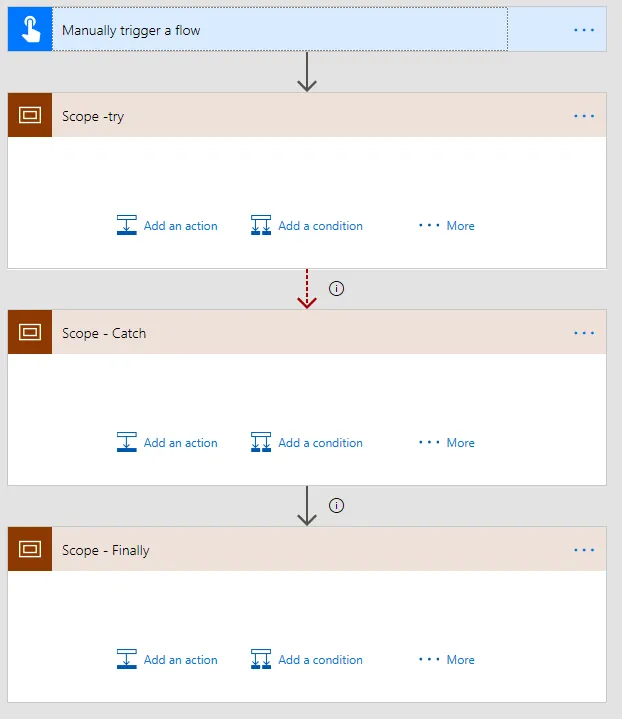 Manually trigger a flow
Scope -try
Add an action Add a condition More
Scope - Catch
Add an action Add a condition More
Scope - Finally
Add an action Add a condition More